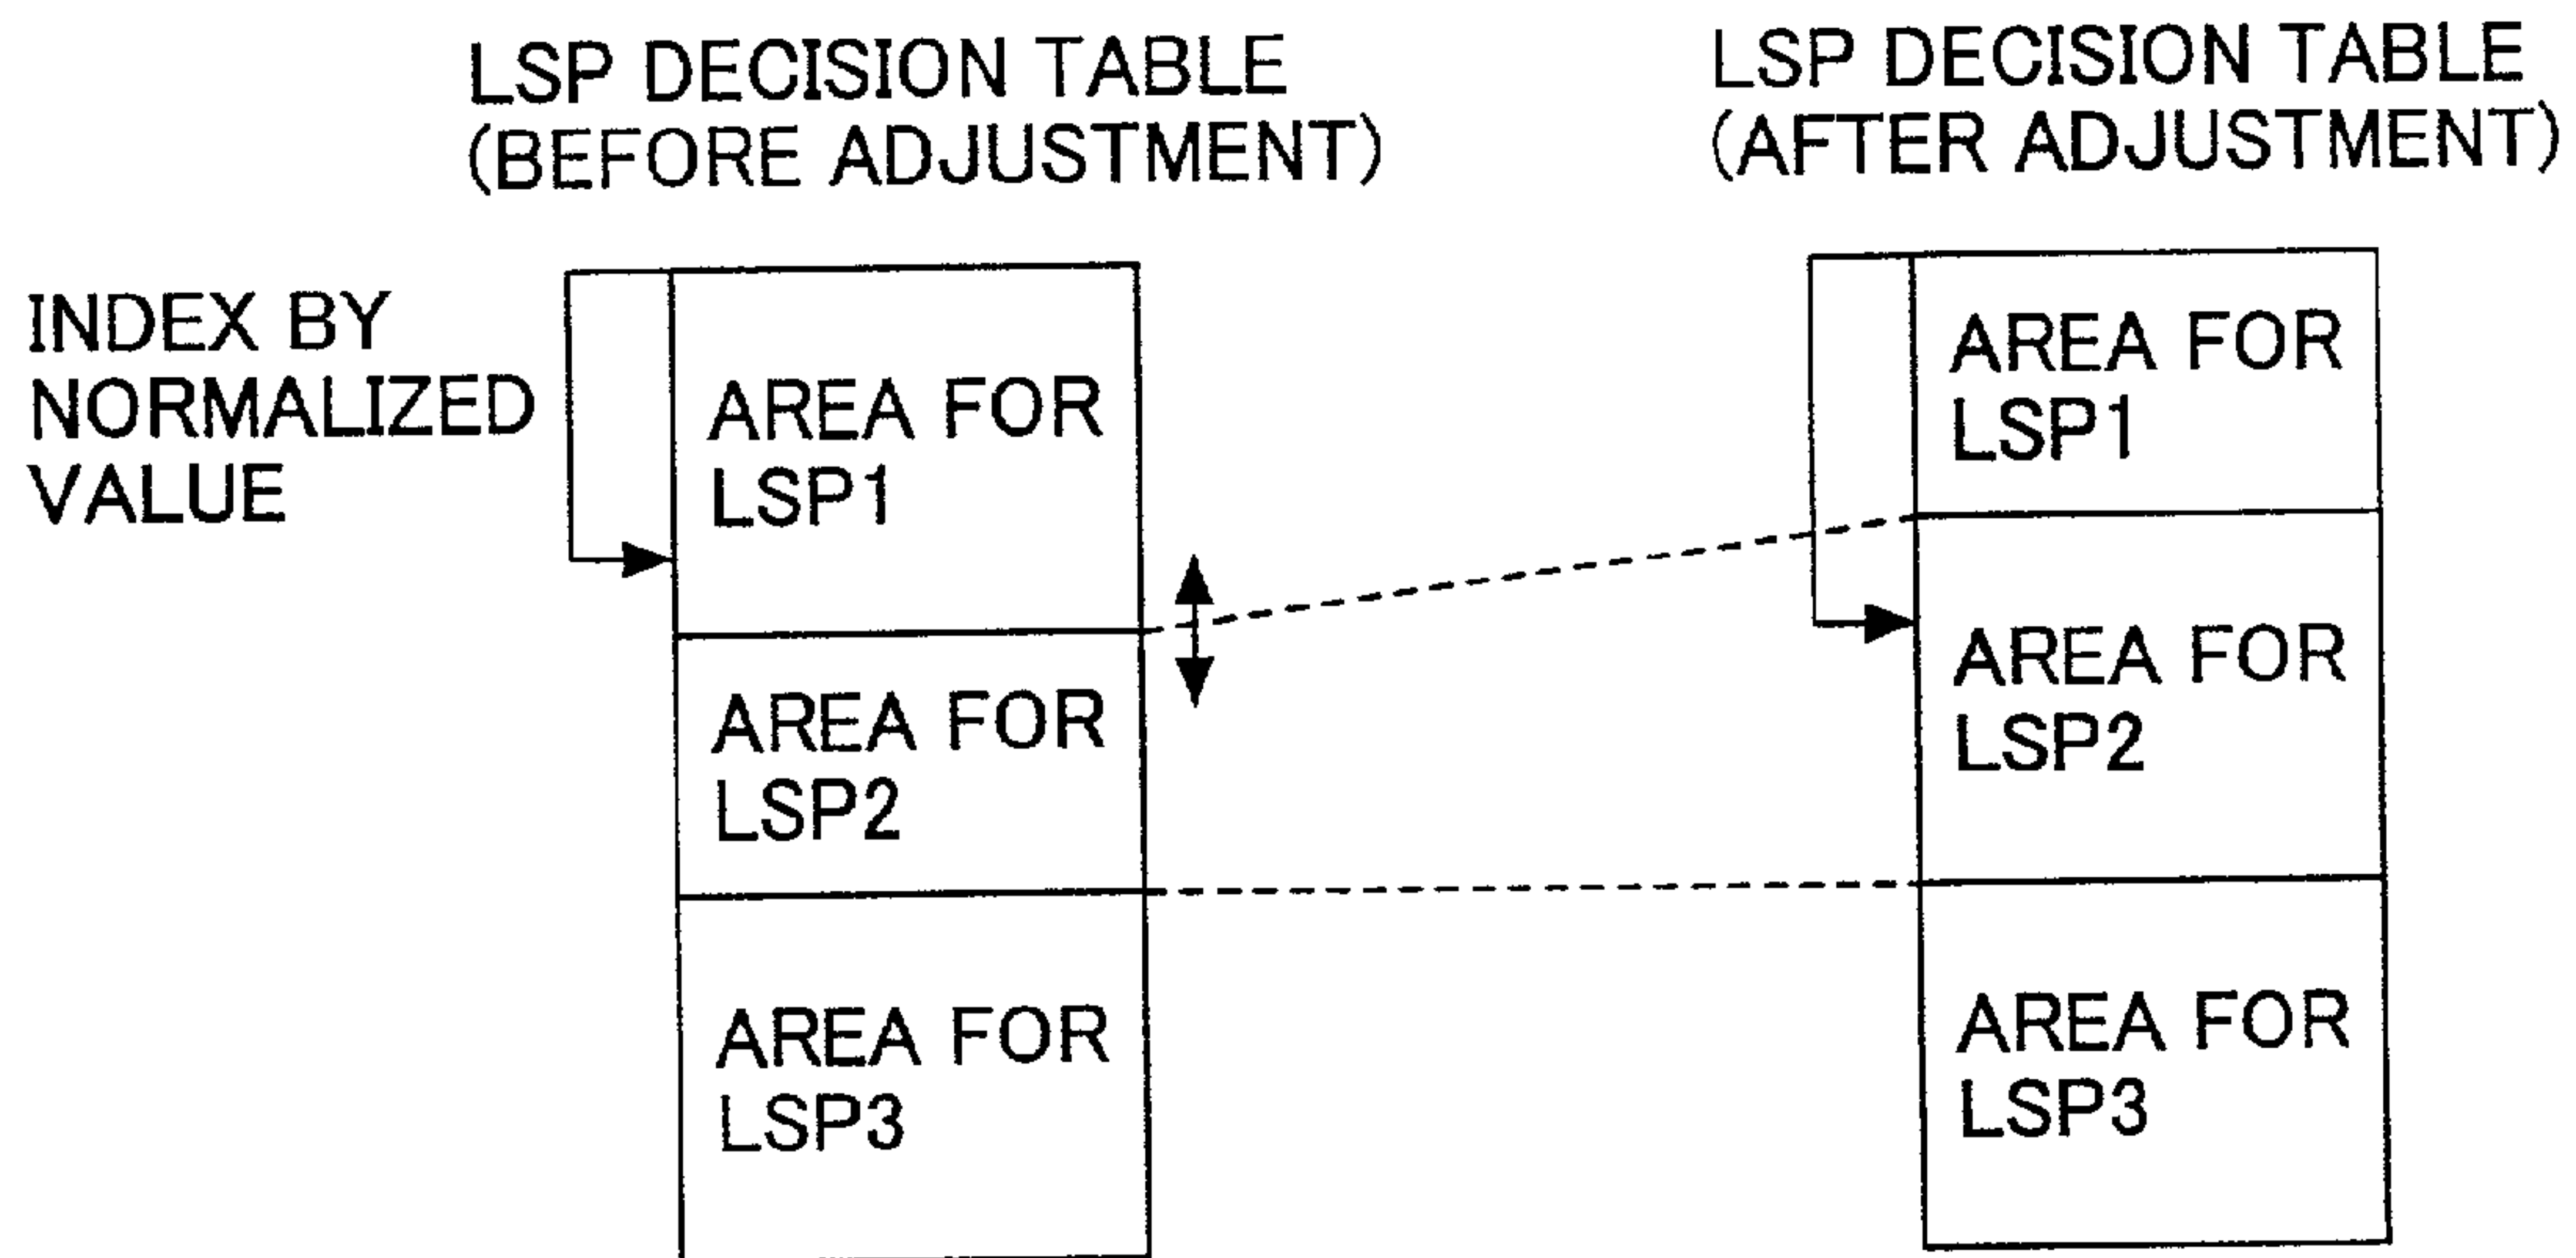 LSP DECISION TABLE
(BEFORE ADJUSTMENT)
LSP DECISION TABLE
(AFTER ADJUSTMENT)
INDEX BY
NORMALIZED
VALUE
AREA FOR
LSP1
AREA FOR
LSP2
AREA FOR
LSP3
AREA FOR
LSP1
AREA FOR
LSP2
AREA FOR
LSP3